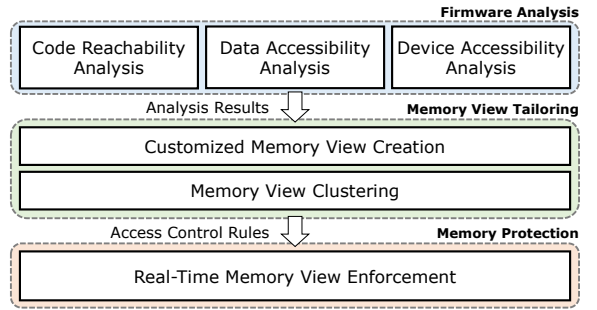 Firmware Analysis
Code Reachability Analysis
Data Accessibility Analysis
Device Accessibility Analysis
Analysis Results
Memory View Tailoring
Customized Memory View Creation
Memory View Clustering
Access Control Rules
Memory Protection
Real-Time Memory View Enforcement